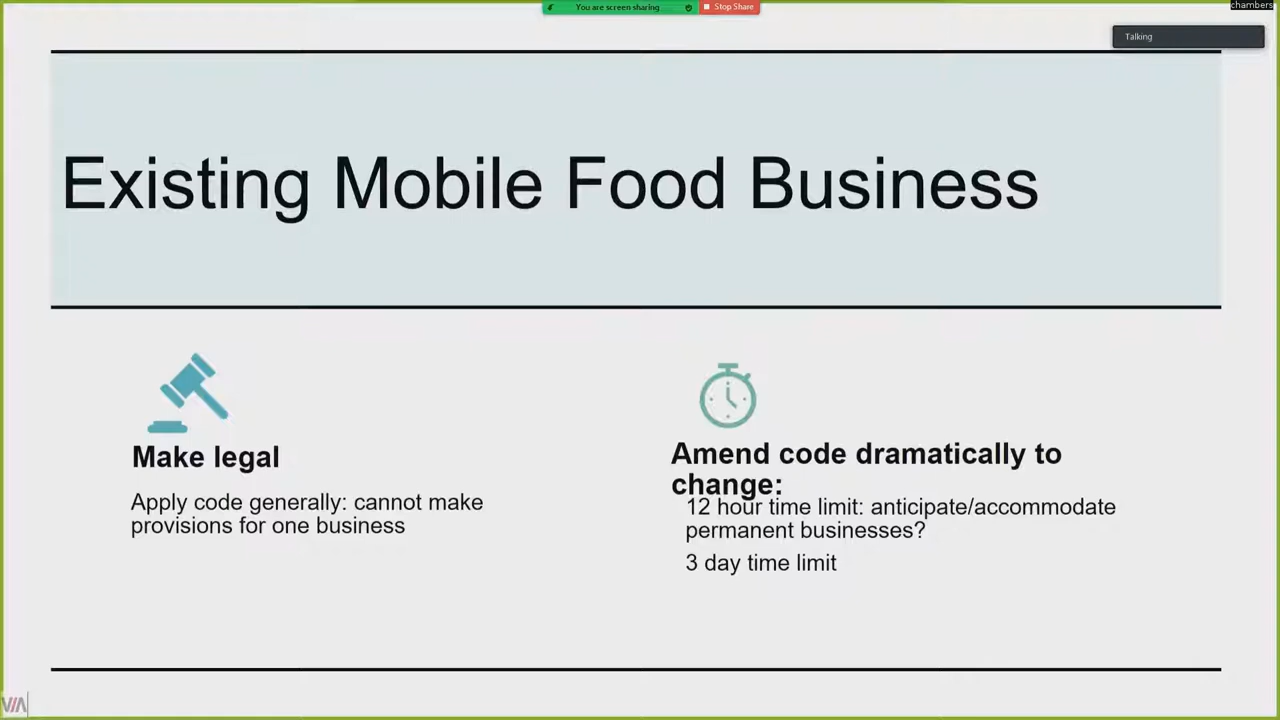 You are screen sharing
Stop Share
chambers
Talking
Existing Mobile Food Business
Make legal
Apply code generally: cannot make
provisions for one business
Amend code dramatically to
change:
12 hour time limit: anticipate/accommodate
permanent businesses?
3 day time limit
VIA